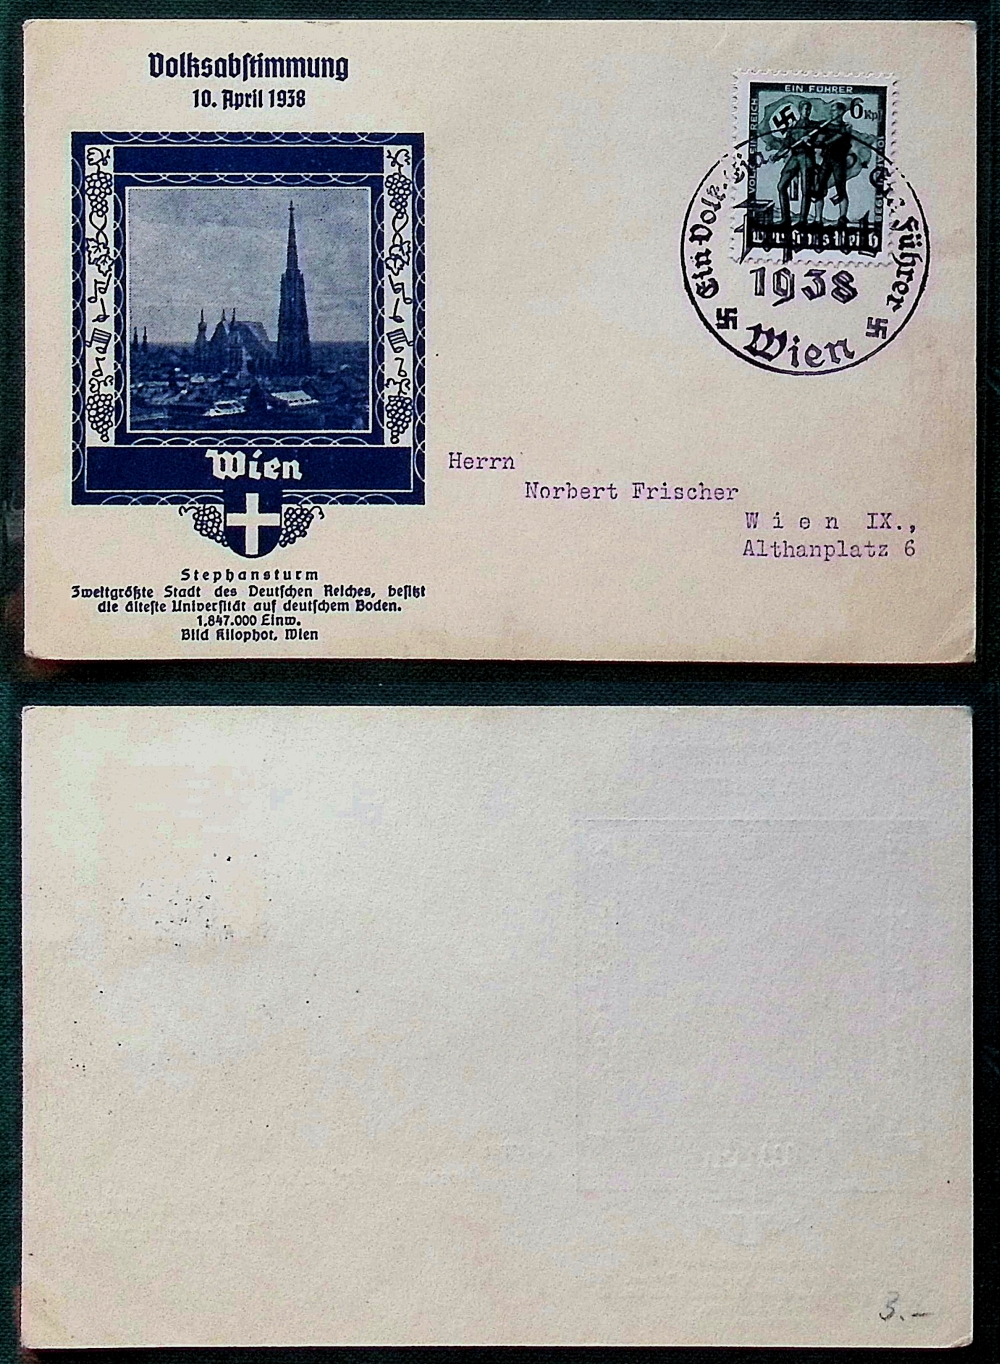 Volksabstimmung
10. April 1938
Wien
Stephansturm
Zweitgrößte Stadt des Deutschen Reiches, besitzt
die älteste Universität auf deutschem Boden.
1,847.000 Einw.
Bild Kilophot, Wien
EIN FÜHRER
6 Rpf
Ein Volk, Ein Führer
1938
Wien
Herrn
Norbert Frischer
Wien IX.,
Althanplatz 6
3.-